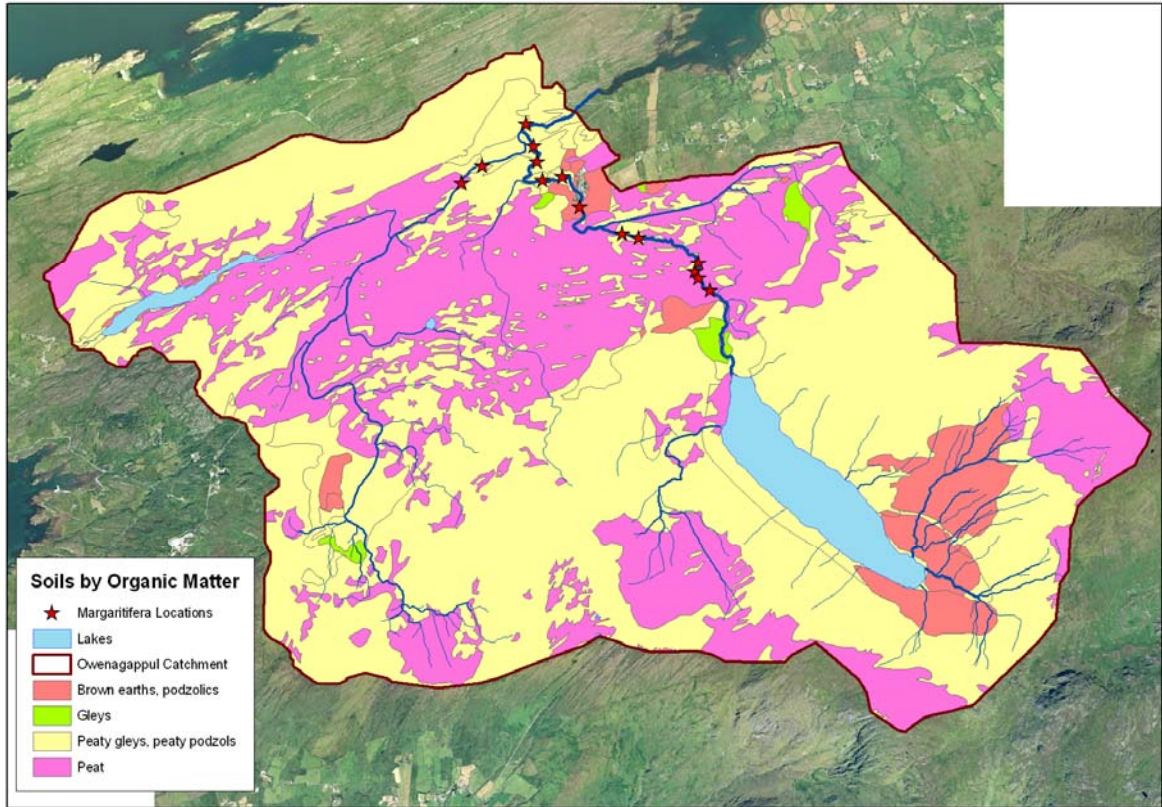 Soils by Organic Matter
Margaritifera Locations
Lakes
Owenagappul Catchment
Brown earths, podzolics
Gleys
Peaty gleys, peaty podzols
Peat